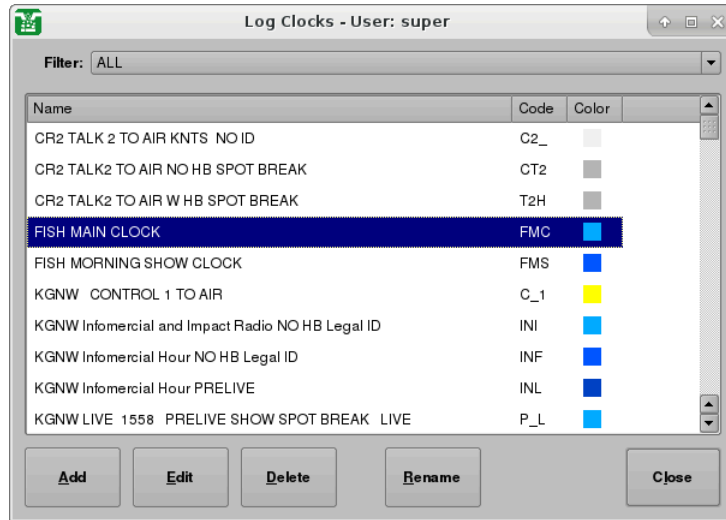 Log Clocks - User: super
Filter: ALL
Name Code Color
CR2 TALK 2 TO AIR KNTS  NO ID C2_
CR2 TALK2 TO AIR NO HB SPOT BREAK CT2
CR2 TALK2 TO AIR W HB SPOT BREAK T2H
FISH MAIN CLOCK FMC
FISH MORNING SHOW CLOCK FMS
KGNW   CONTROL 1 TO AIR C_1
KGNW Infomercial and Impact Radio NO HB Legal ID INI
KGNW Infomercial Hour NO HB Legal ID INF
KGNW Infomercial Hour PRELIVE INL
KGNW LIVE  1558   PRELIVE SHOW SPOT BREAK   LIVE P_L
Add Edit Delete Rename Close